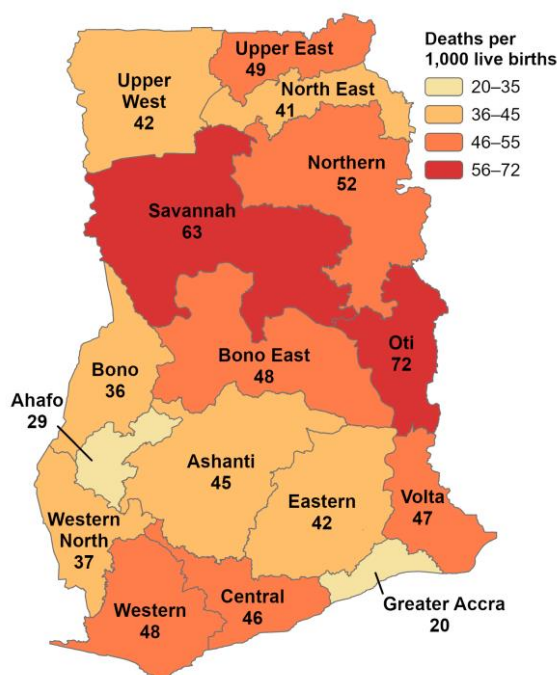 Deaths per
1,000 live births
20–35
36–45
46–55
56–72
Upper East
49
Upper
West
42
North East
41
Northern
52
Savannah
63
Oti
72
Bono East
48
Bono
36
Ahafo
29
Ashanti
45
Eastern
42
Volta
47
Western
North
37
Western
48
Central
46
Greater Accra
20